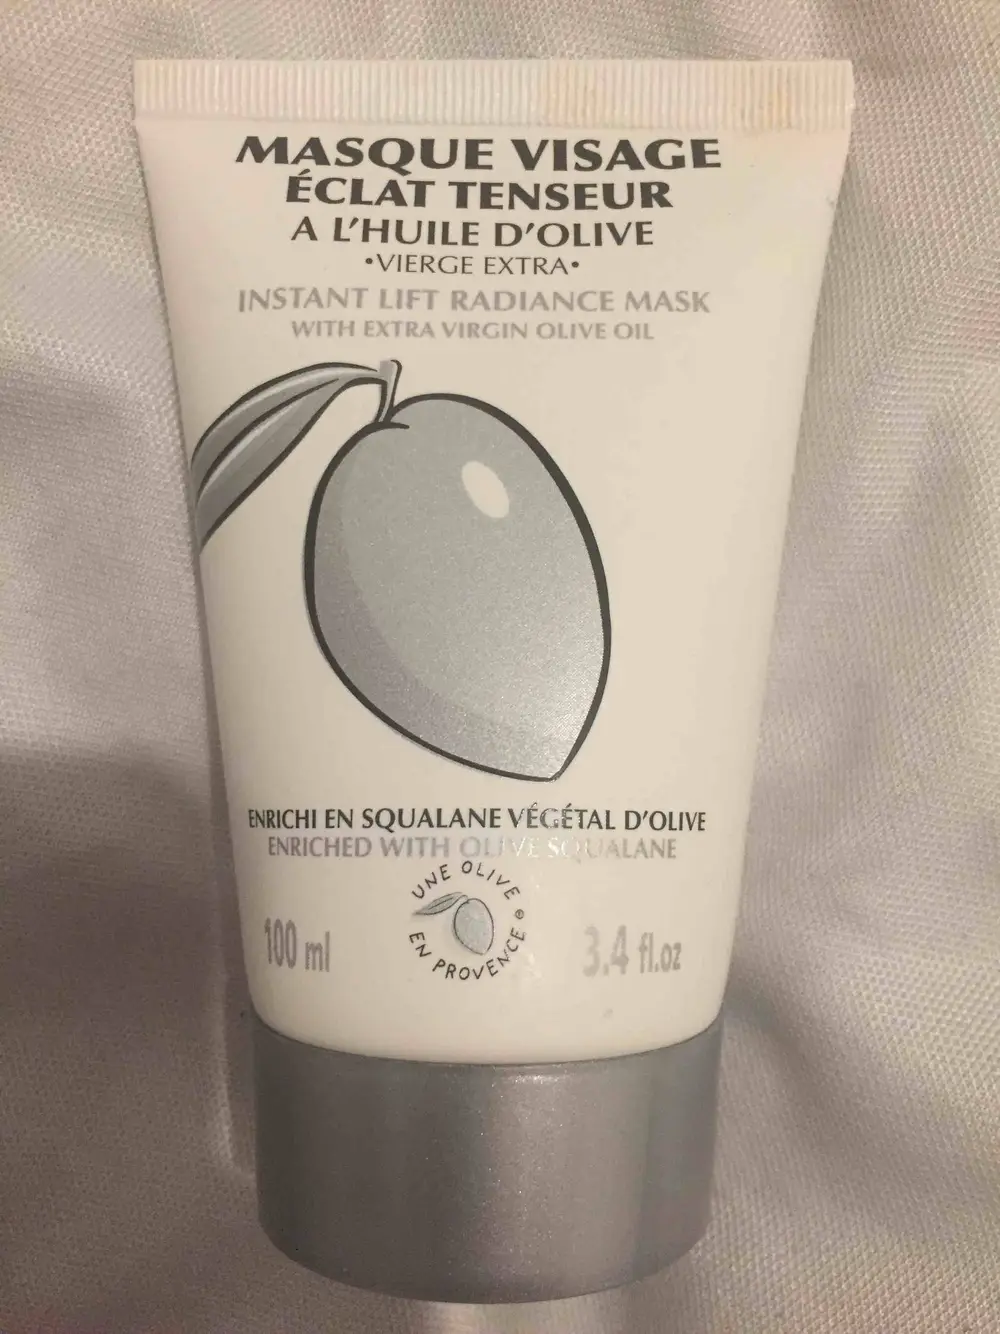 MASQUE VISAGE
ÉCLAT TENSEUR
A L'HUILE D'OLIVE
•VIERGE EXTRA•
INSTANT LIFT RADIANCE MASK
WITH EXTRA VIRGIN OLIVE OIL
ENRICHI EN SQUALANE VÉGÉTAL D'OLIVE
ENRICHED WITH OLIVE SQUALANE
UNE OLIVE ®
EN PROVENCE
100 ml
3.4 fl.oz